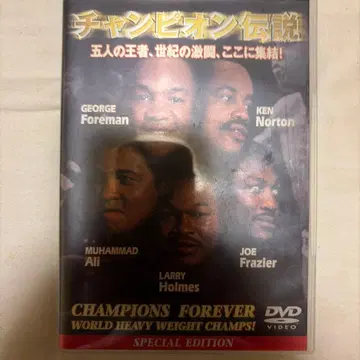 チャンピオン伝説
五人の王者、世紀の激闘、ここに集結!
GEORGE
Foreman
KEN
Norton
MUHAMMAD
Ali
LARRY
Holmes
JOE
Frazier
CHAMPIONS FOREVER
WORLD HEAVY WEIGHT CHAMPS!
SPECIAL EDITION
DVD
VIDEO